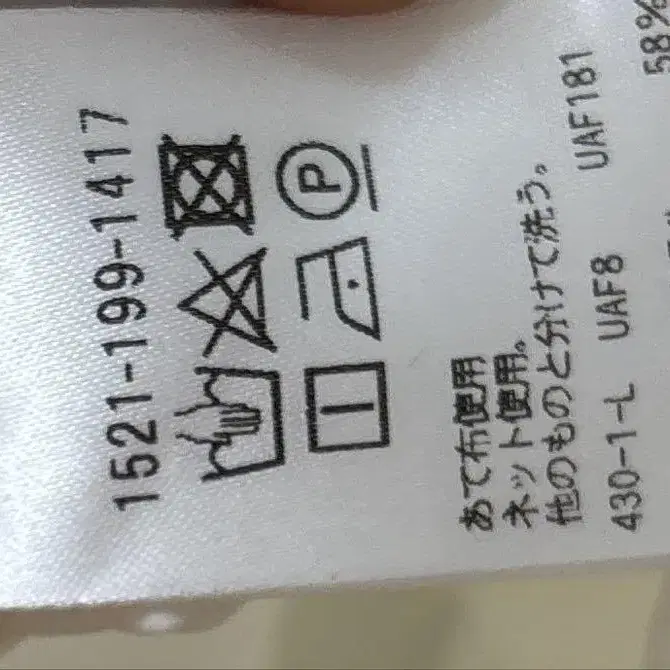 1521-199-1417
P
あて布使用
ネット使用。
他のものと分けて洗う。
430-1-L UAF8 UAF181
58%